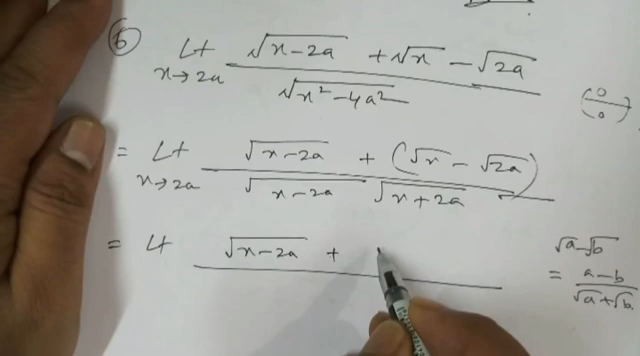 6 Lt x→2a (√(x-2a) + √x - √2a) / √(x² - 4a²) (0/0)
= Lt x→2a (√(x-2a) + (√x - √2a)) / (√(x-2a) √(x+2a))
= Lt √(x-2a) +
√a-√b
= (a-b) / (√a+√b)